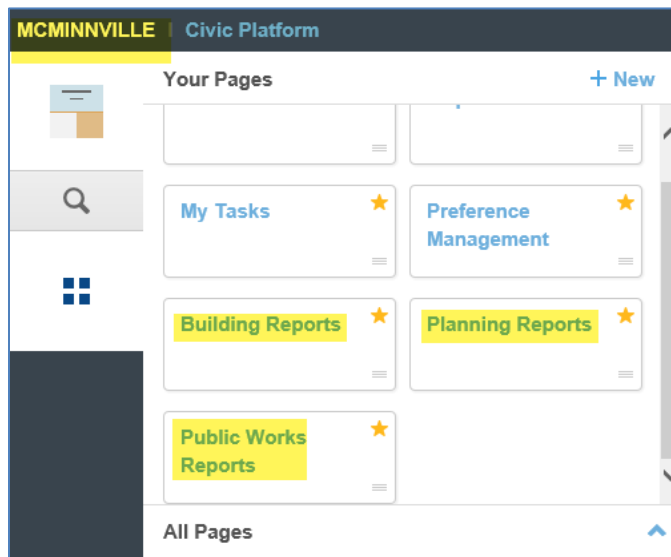 MCMINNVILLE Civic Platform
Your Pages + New
My Tasks
Preference
Management
Building Reports
Planning Reports
Public Works
Reports
All Pages